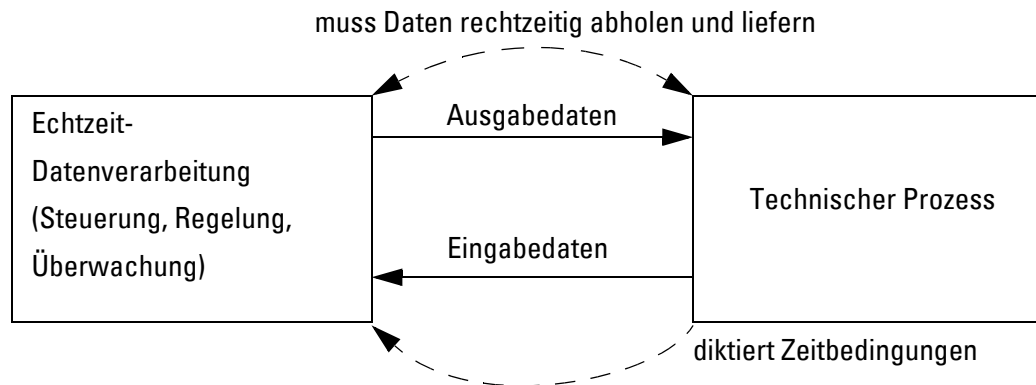 muss Daten rechtzeitig abholen und liefern
Echtzeit-
Datenverarbeitung
(Steuerung, Regelung,
Überwachung)
Ausgabedaten
Eingabedaten
Technischer Prozess
diktiert Zeitbedingungen